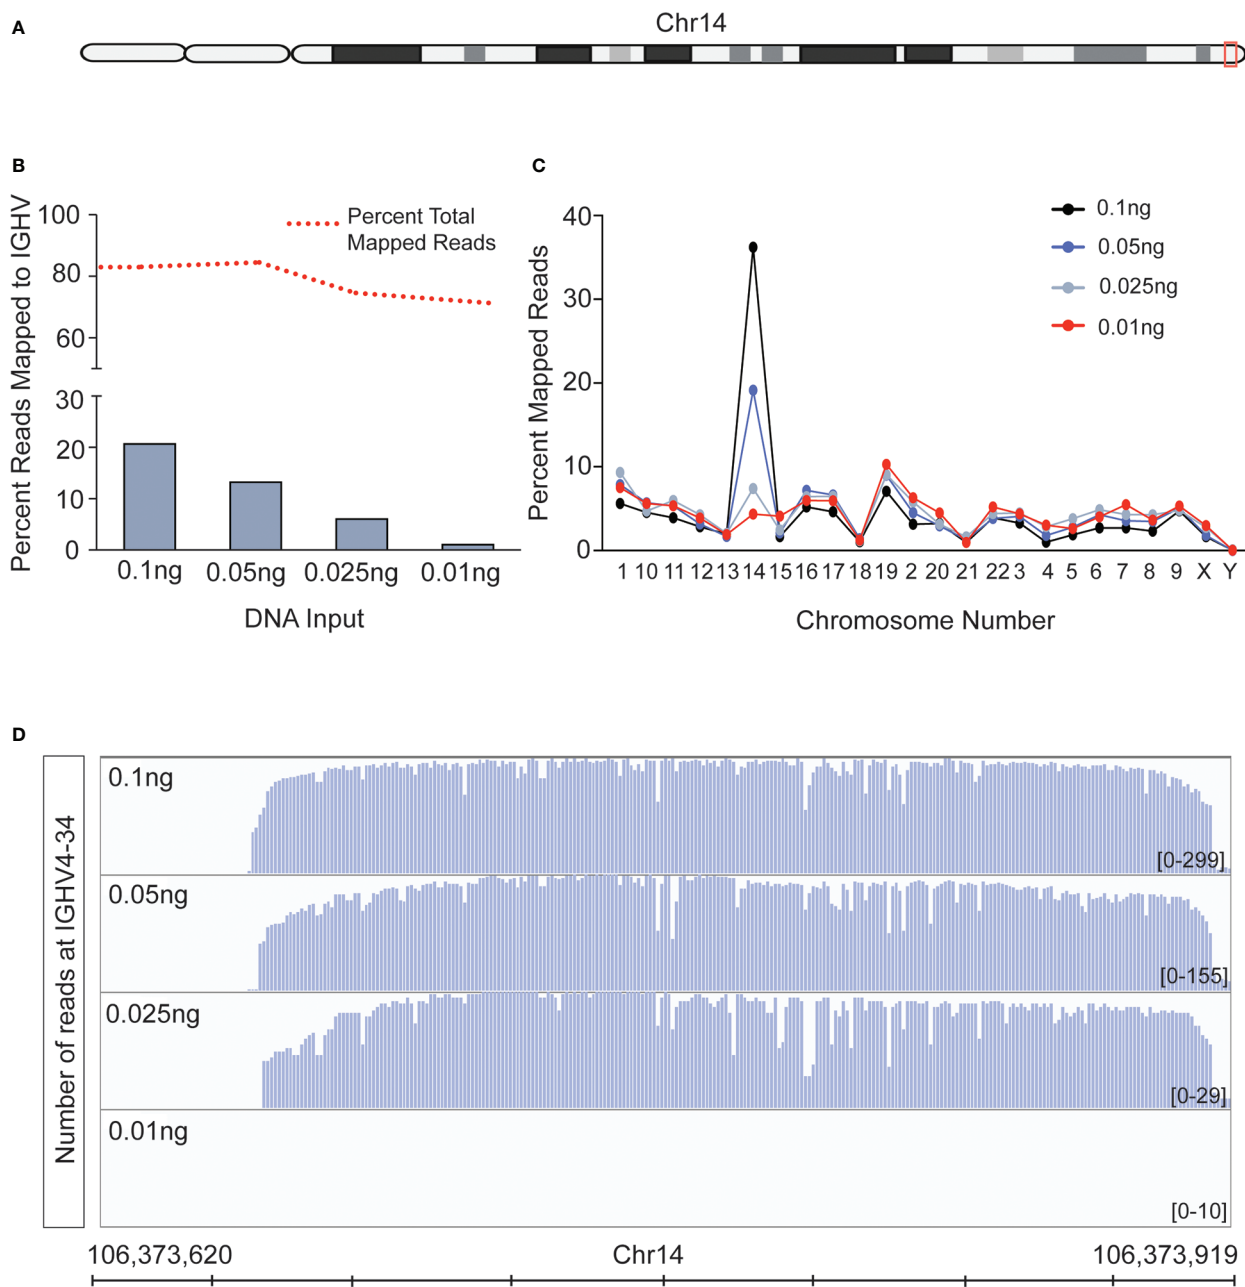 A
Chr14
B
Percent Reads Mapped to IGHV
100
80
60
30
20
10
0
Percent Total
Mapped Reads
0.1ng 0.05ng 0.025ng 0.01ng
DNA Input
C
Percent Mapped Reads
40
30
20
10
0
0.1ng
0.05ng
0.025ng
0.01ng
1 10 11 12 13 14 15 16 17 18 19 2 20 21 22 3 4 5 6 7 8 9 X Y
Chromosome Number
D
Number of reads at IGHV4-34
0.1ng
[0-299]
0.05ng
[0-155]
0.025ng
[0-29]
0.01ng
[0-10]
106,373,620 Chr14 106,373,919